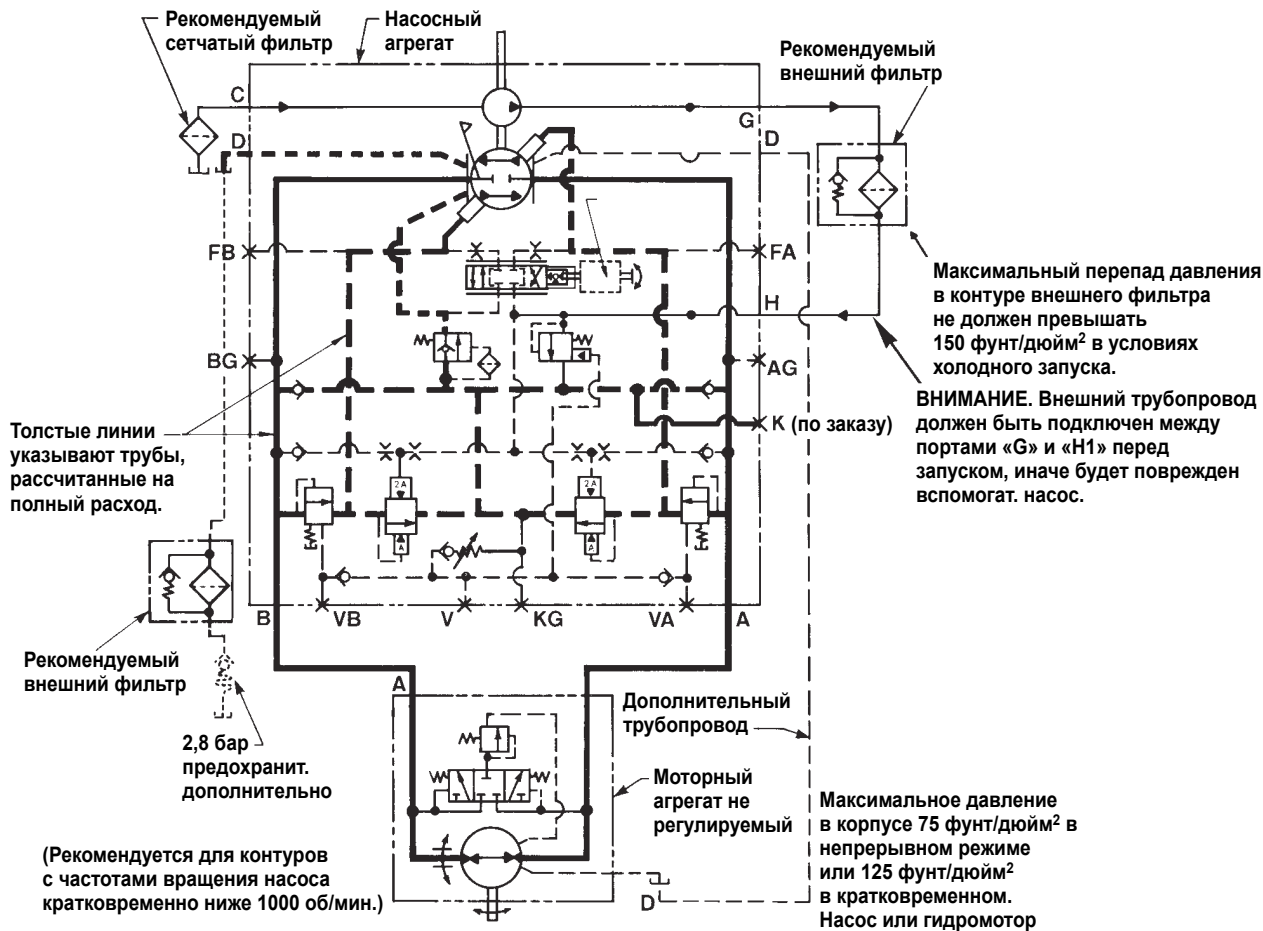 Рекомендуемый
сетчатый фильтр
Насосный
агрегат
Рекомендуемый
внешний фильтр
C
G
D
D
FB
FA
Максимальный перепад давления
в контуре внешнего фильтра
не должен превышать
150 фунт/дюйм² в условиях
холодного запуска.
H
BG
AG
ВНИМАНИЕ. Внешний трубопровод
должен быть подключен между
портами «G» и «H1» перед
запуском, иначе будет поврежден
вспомогат. насос.
K (по заказу)
Толстые линии
указывают трубы,
рассчитанные на
полный расход.
2A
2A
A
A
B
VB
V
KG
VA
A
Рекомендуемый
внешний фильтр
2,8 бар
предохранит.
дополнительно
A
Дополнительный
трубопровод
Моторный
агрегат не
регулируемый
Максимальное давление
в корпусе 75 фунт/дюйм² в
непрерывном режиме
или 125 фунт/дюйм²
в кратковременном.
Насос или гидромотор
(Рекомендуется для контуров
с частотами вращения насоса
кратковременно ниже 1000 об/мин.)
D